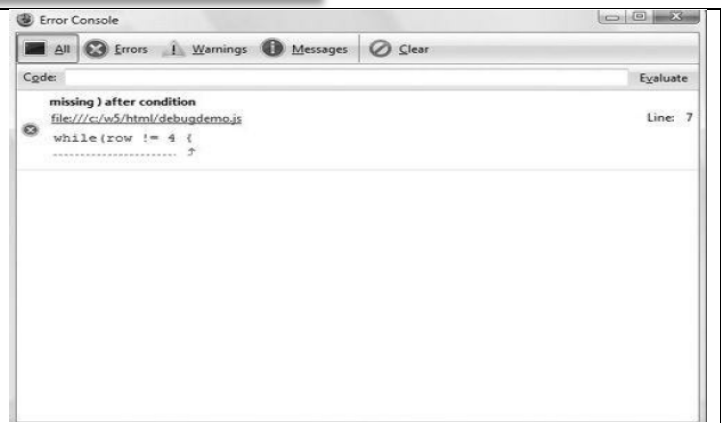 Error Console
All Errors Warnings Messages Clear
Code: Evaluate
missing ) after condition
file:///c:/w5/html/debugdemo.js Line: 7
while(row != 4 {